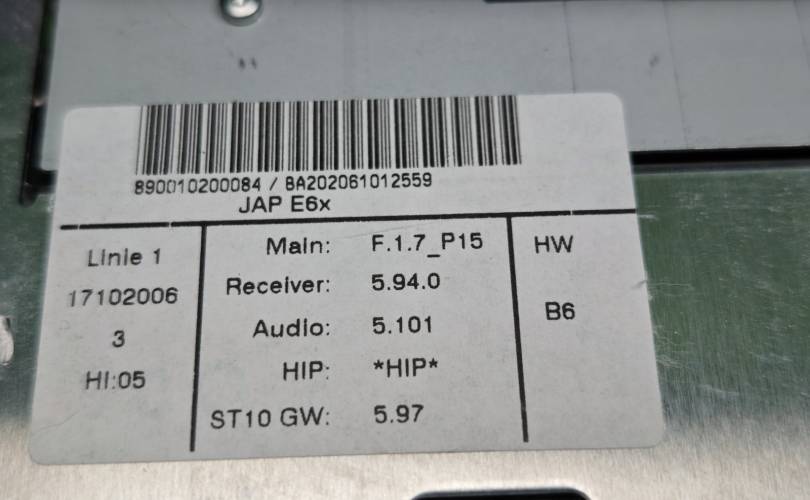 890010200084 / BA202061012559
JAP E6x
Linie 1
17102006
3
HI:05
Main: F.1.7_P15
Receiver: 5.94.0
Audio: 5.101
HIP: *HIP*
ST10 GW: 5.97
HW
B6